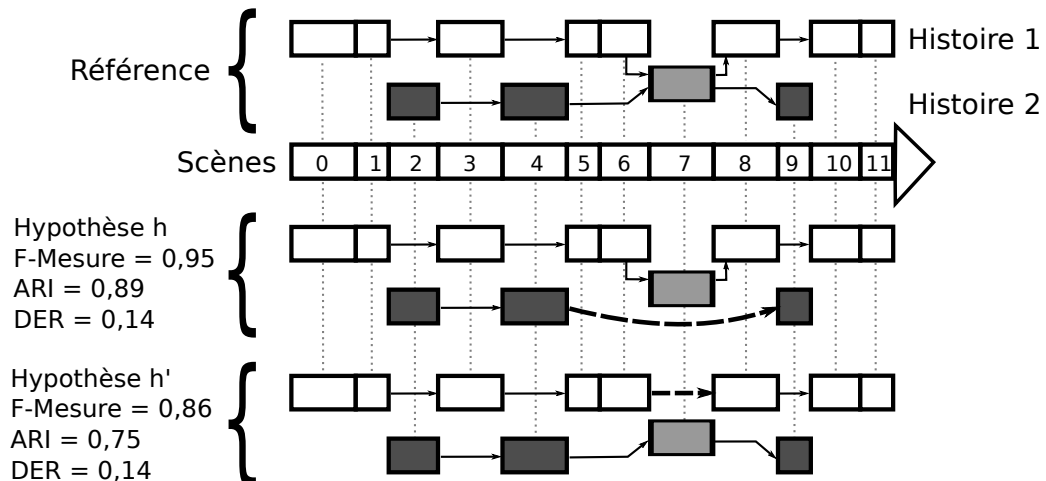 Histoire 1
Référence
Histoire 2
Scènes 0 1 2 3 4 5 6 7 8 9 10 11
Hypothèse h
F-Mesure = 0,95
ARI = 0,89
DER = 0,14
Hypothèse h'
F-Mesure = 0,86
ARI = 0,75
DER = 0,14